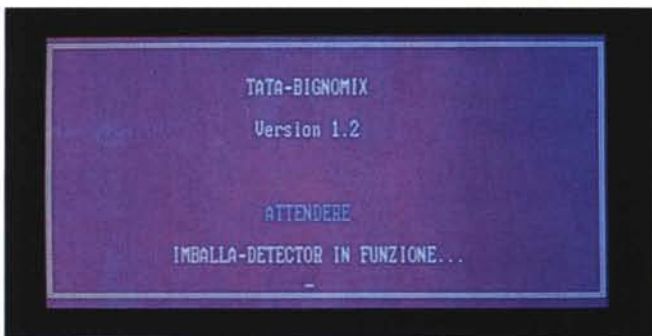 TATA-BIGNOMIX
Version 1.2
ATTENDERE
IMBALLA-DETECTOR IN FUNZIONE...